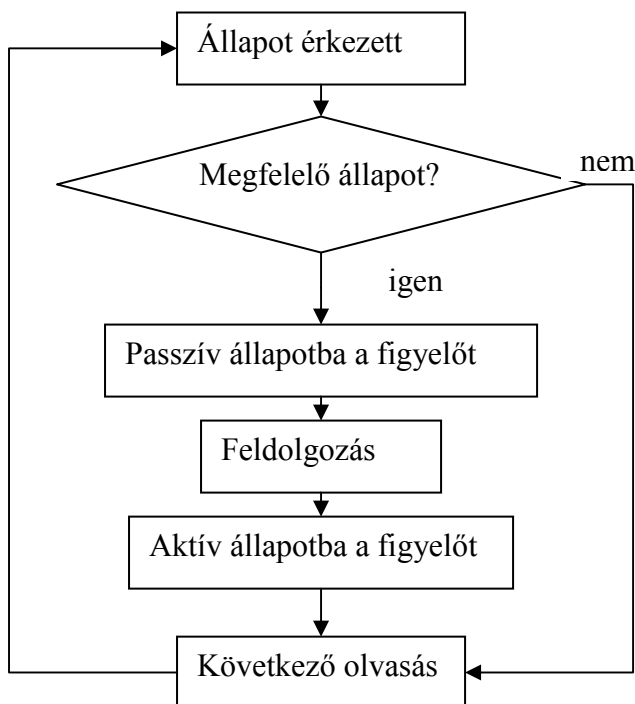 Állapot érkezett
Megfelelő állapot?
nem
igen
Passzív állapotba a figyelőt
Feldolgozás
Aktív állapotba a figyelőt
Következő olvasás